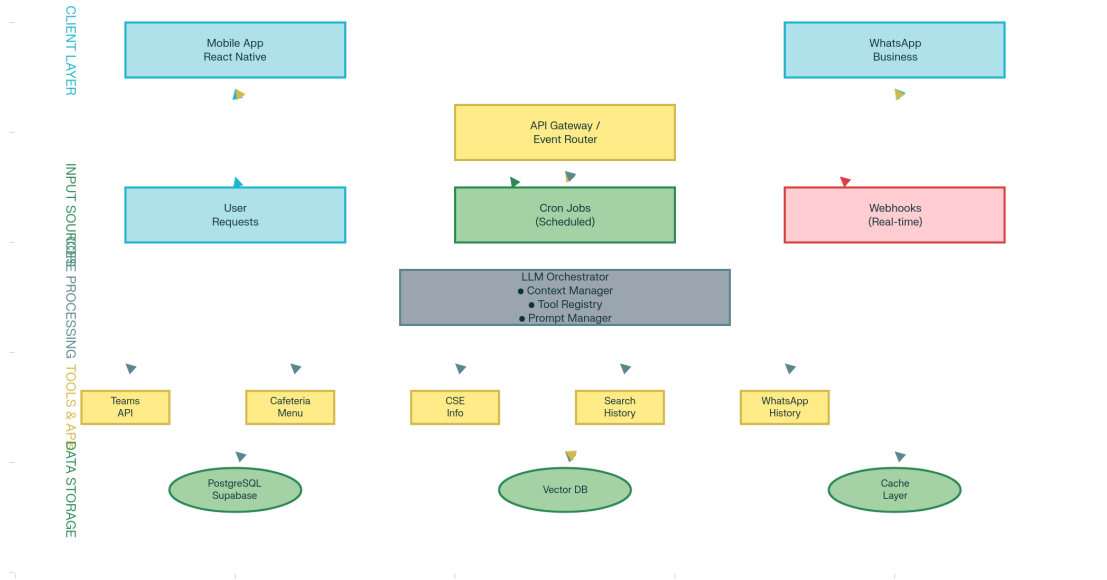 CLIENT LAYER
Mobile App
React Native
WhatsApp
Business
API Gateway /
Event Router
INPUT SOURCES
User
Requests
Cron Jobs
(Scheduled)
Webhooks
(Real-time)
PROCESSING
LLM Orchestrator
● Context Manager
● Tool Registry
● Prompt Manager
TOOLS & API
Teams
API
Cafeteria
Menu
CSE
Info
Search
History
WhatsApp
History
DATA STORAGE
PostgreSQL
Supabase
Vector DB
Cache
Layer